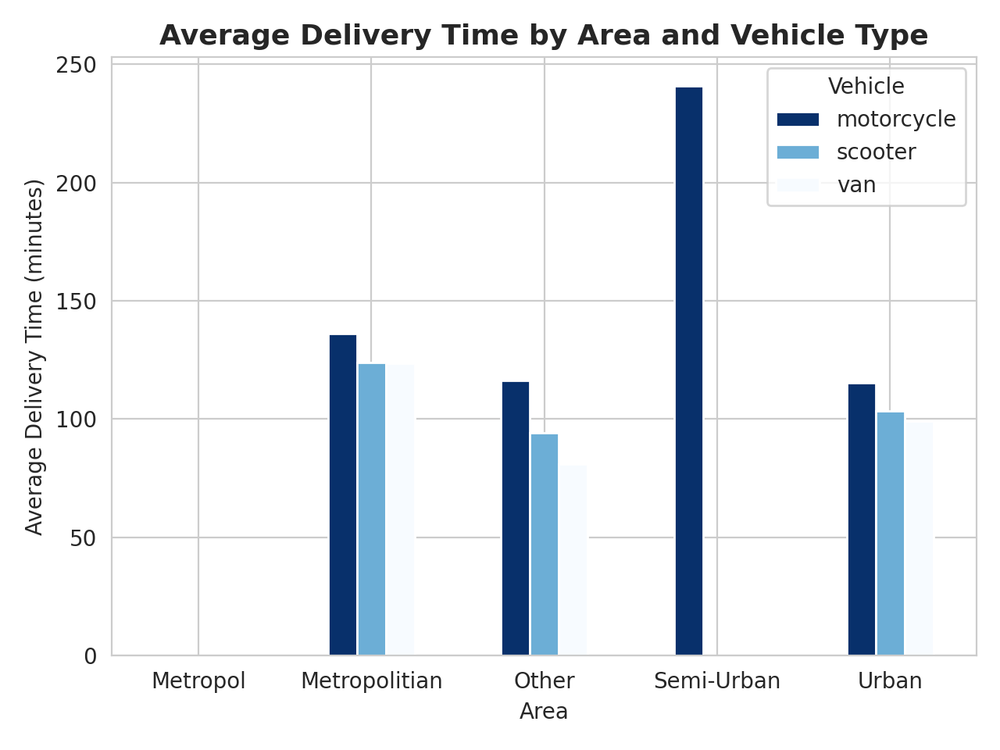 Average Delivery Time by Area and Vehicle Type
Average Delivery Time (minutes)
250
200
150
100
50
0
Vehicle
motorcycle
scooter
van
Metropol
Metropolitian
Other
Semi-Urban
Urban
Area